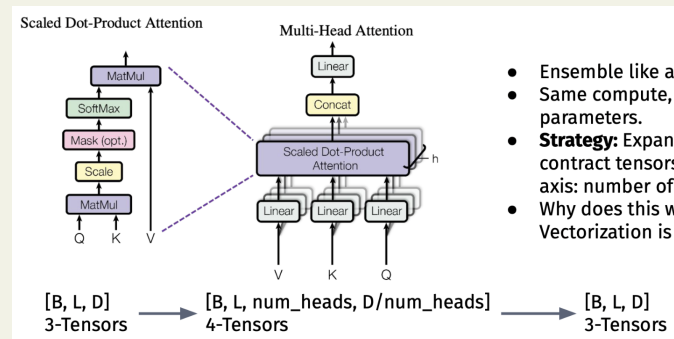 Scaled Dot-Product Attention
MatMul
SoftMax
Mask (opt.)
Scale
MatMul
Q K V
Multi-Head Attention
Linear
Concat
Scaled Dot-Product
Attention
h
Linear Linear Linear
V K Q
● Ensemble like a
● Same compute,
parameters.
● Strategy: Expan
contract tensors
axis: number of
● Why does this w
Vectorization is
[B, L, D]
3-Tensors
[B, L, num_heads, D/num_heads]
4-Tensors
[B, L, D]
3-Tensors